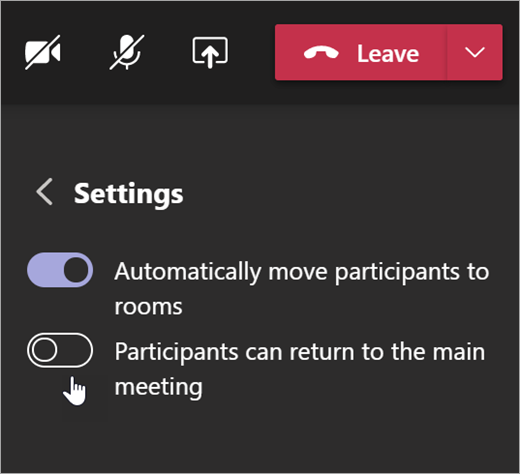 Leave
Settings
Automatically move participants to
rooms
Participants can return to the main
meeting